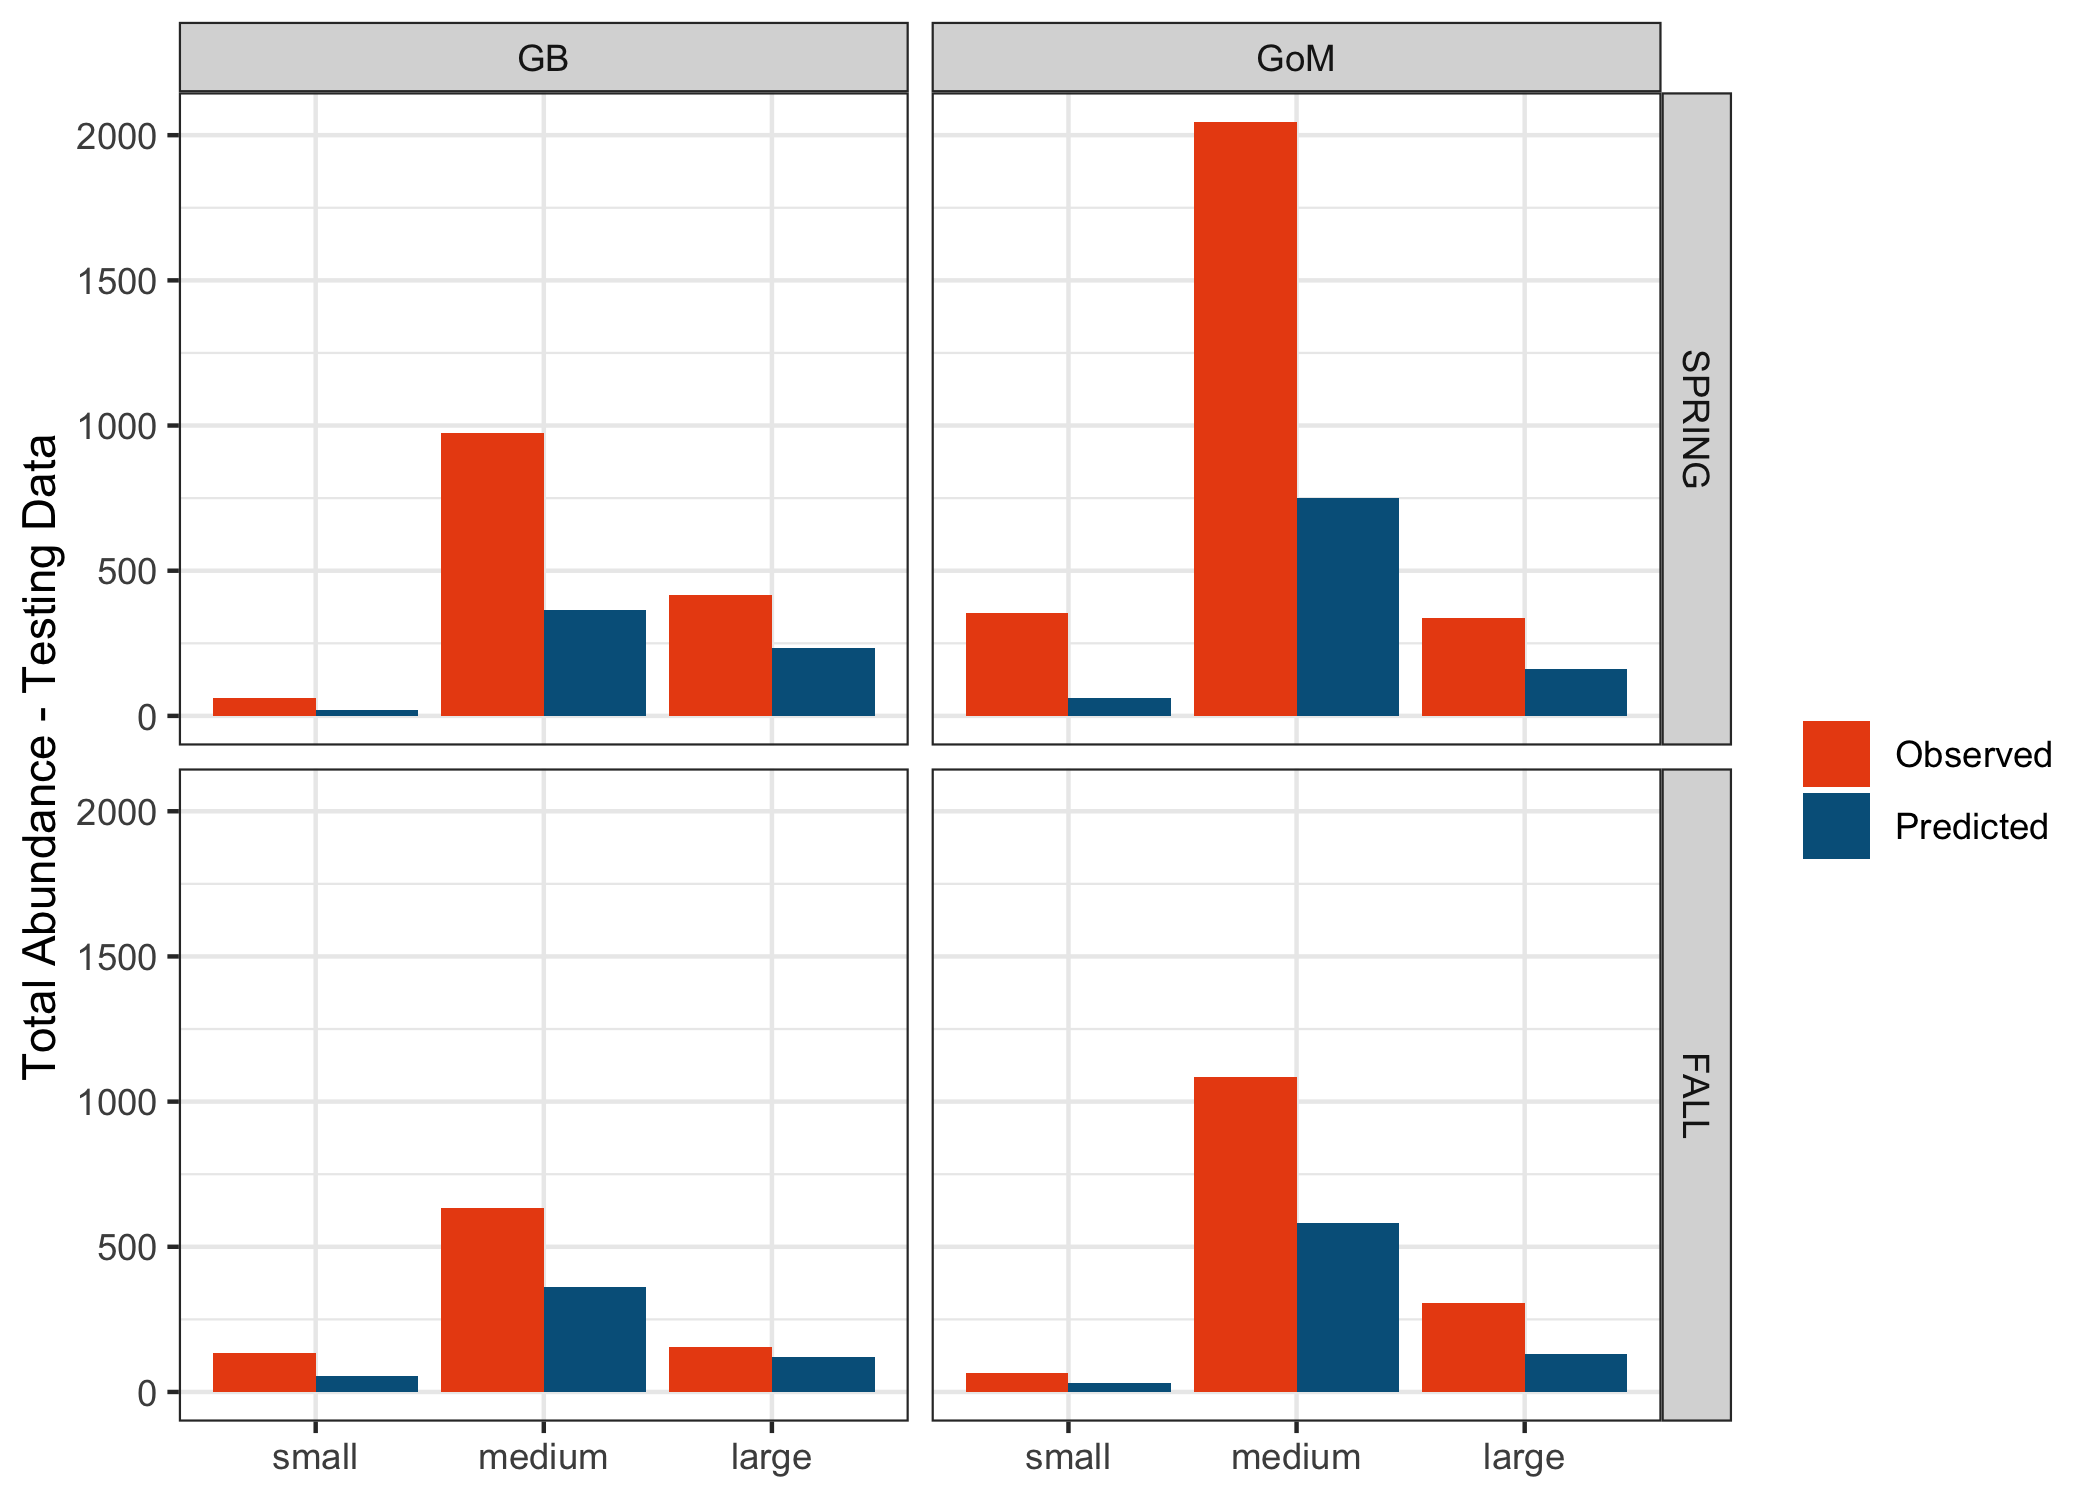 GB
GoM
2000
1500
1000
500
0
SPRING
2000
1500
1000
500
0
FALL
small
medium
large
small
medium
large
Total Abundance - Testing Data
Observed
Predicted